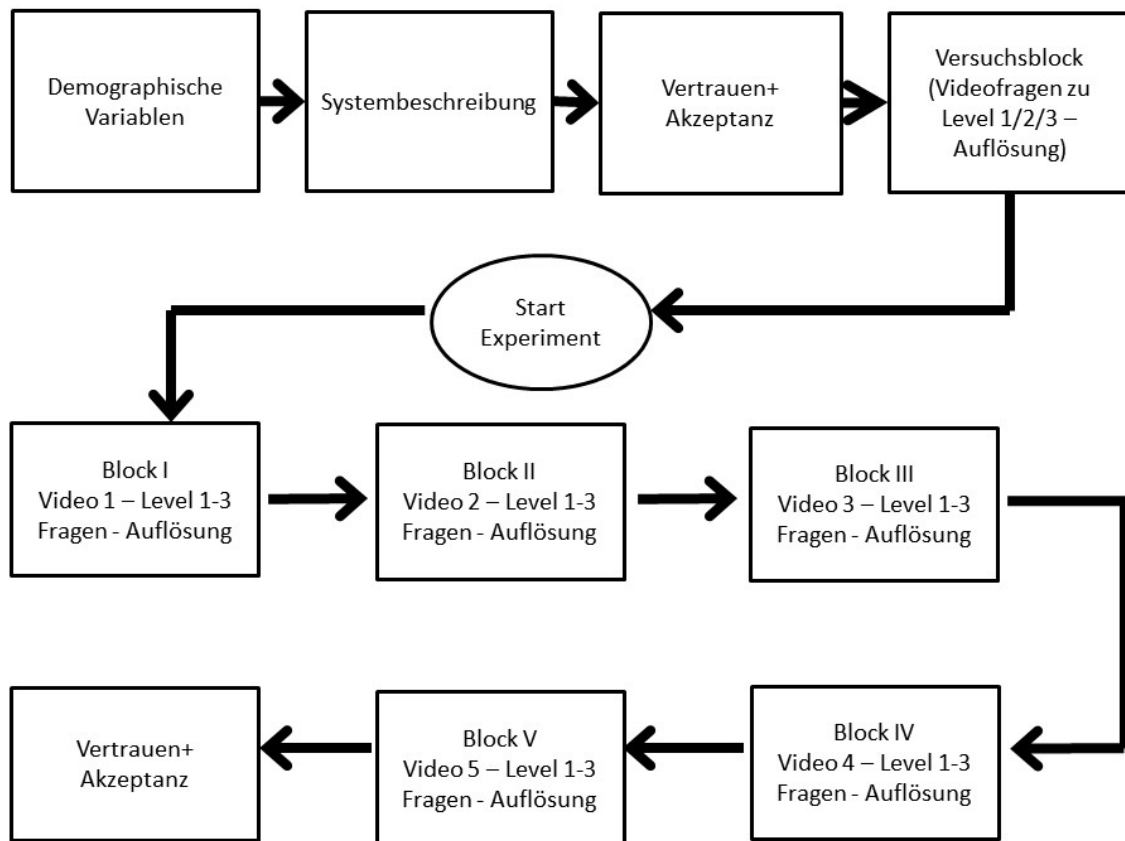 Demographische
Variablen
Systembeschreibung
Vertrauen+
Akzeptanz
Versuchsblock
(Videofragen zu
Level 1/2/3 –
Auflösung)
Start
Experiment
Block I
Video 1 – Level 1-3
Fragen - Auflösung
Block II
Video 2 – Level 1-3
Fragen - Auflösung
Block III
Video 3 – Level 1-3
Fragen - Auflösung
Block IV
Video 4 – Level 1-3
Fragen - Auflösung
Block V
Video 5 – Level 1-3
Fragen - Auflösung
Vertrauen+
Akzeptanz